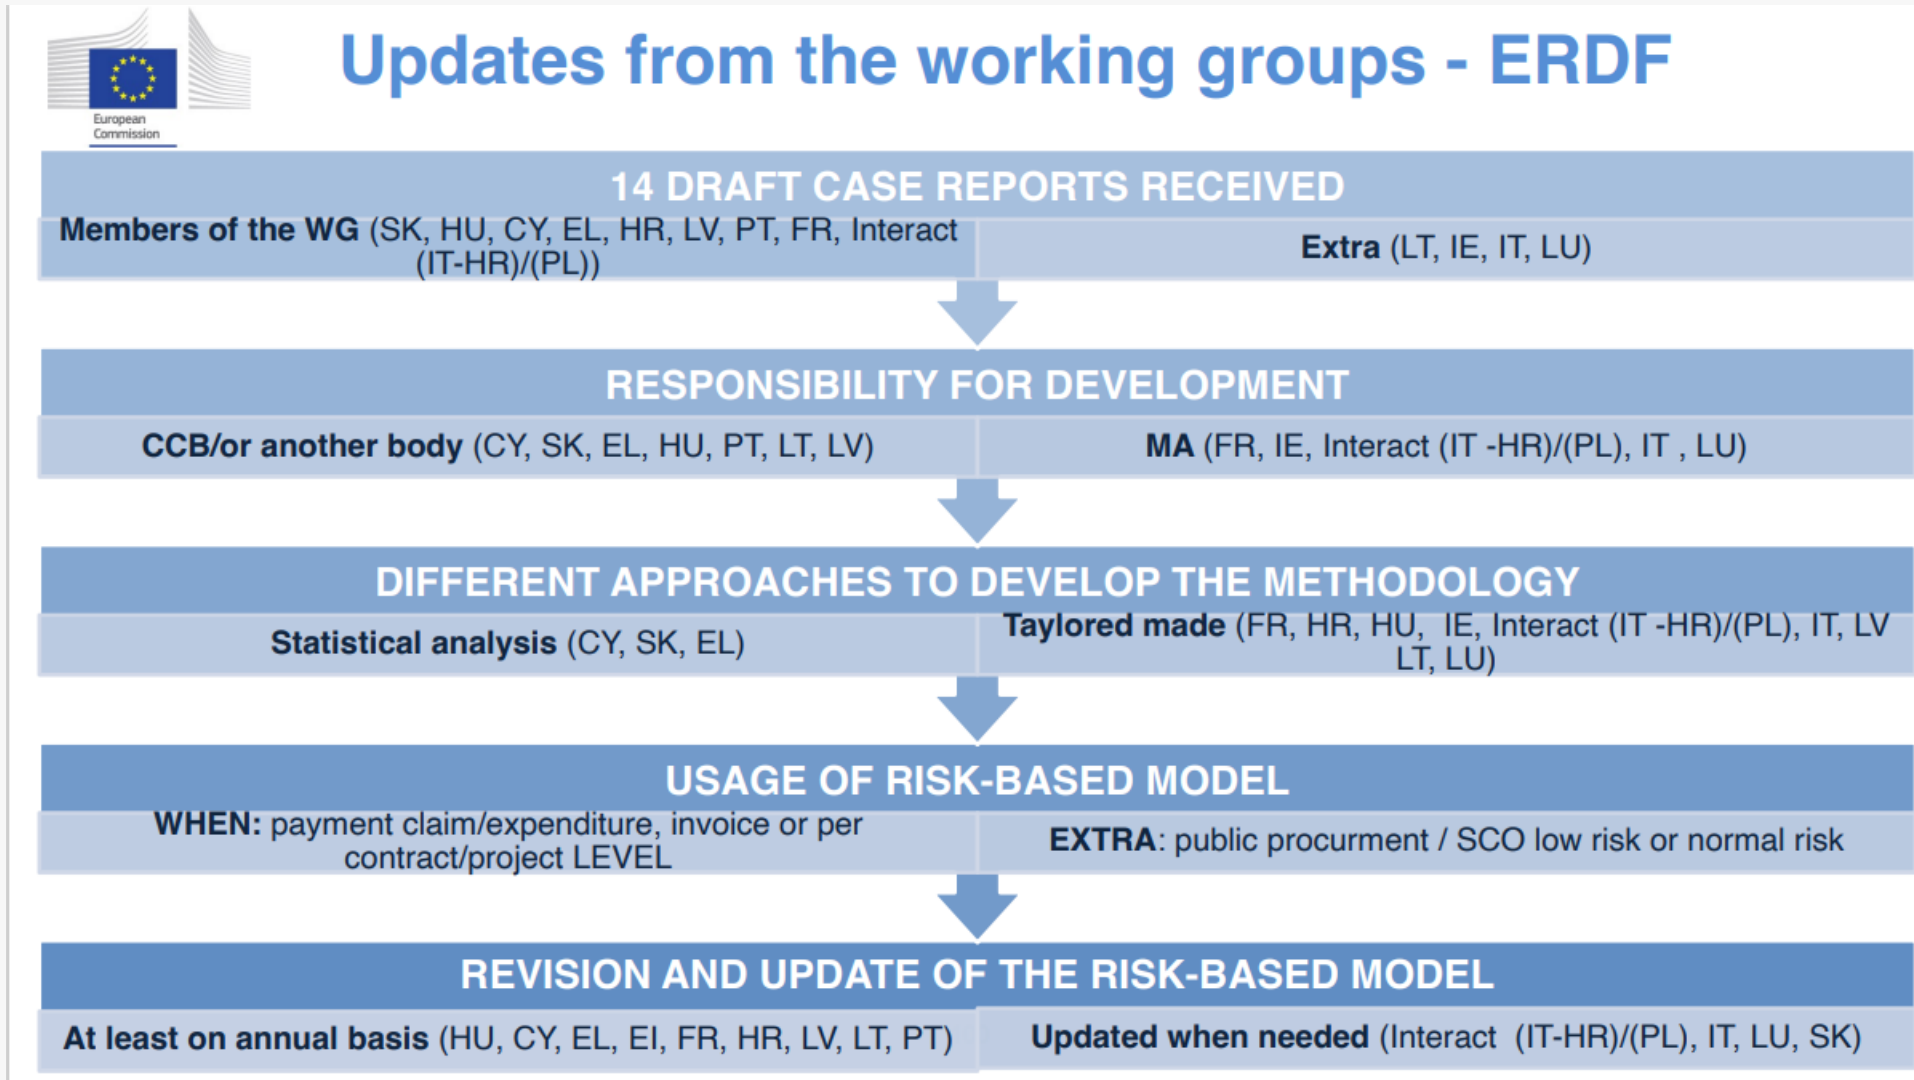 European
Commission
Updates from the working groups - ERDF
14 DRAFT CASE REPORTS RECEIVED
Members of the WG (SK, HU, CY, EL, HR, LV, PT, FR, Interact
(IT-HR)/(PL))
Extra (LT, IE, IT, LU)
RESPONSIBILITY FOR DEVELOPMENT
CCB/or another body (CY, SK, EL, HU, PT, LT, LV)
MA (FR, IE, Interact (IT -HR)/(PL), IT , LU)
DIFFERENT APPROACHES TO DEVELOP THE METHODOLOGY
Statistical analysis (CY, SK, EL)
Taylored made (FR, HR, HU,  IE, Interact (IT -HR)/(PL), IT, LV
LT, LU)
USAGE OF RISK-BASED MODEL
WHEN: payment claim/expenditure, invoice or per
contract/project LEVEL
EXTRA: public procurment / SCO low risk or normal risk
REVISION AND UPDATE OF THE RISK-BASED MODEL
At least on annual basis (HU, CY, EL, EI, FR, HR, LV, LT, PT)
Updated when needed (Interact  (IT-HR)/(PL), IT, LU, SK)